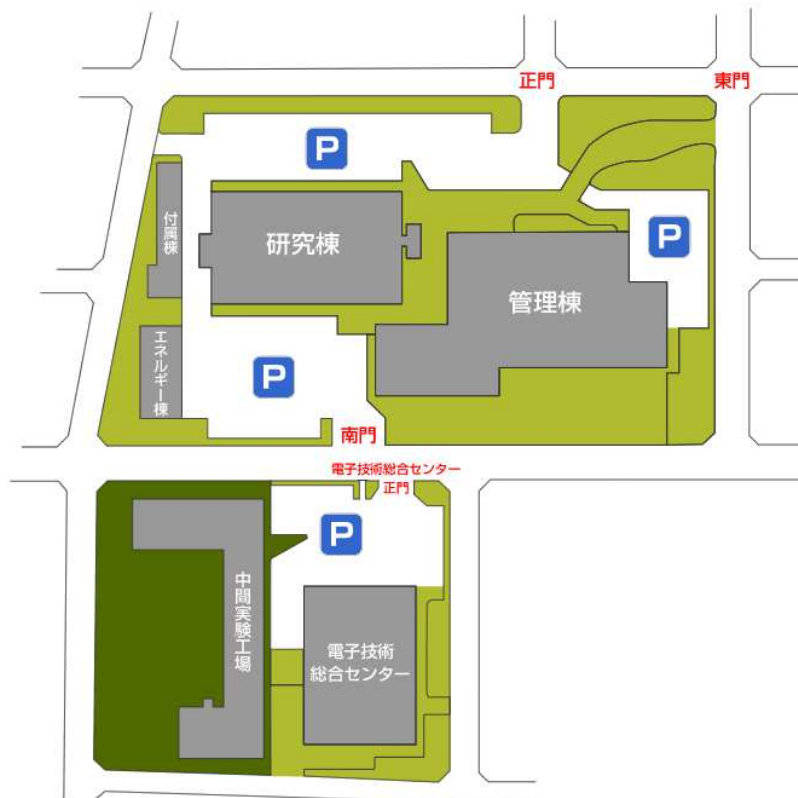 正門
東門
P
付属棟
研究棟
P
管理棟
エネルギー棟
P
南門
電子技術総合センター
正門
P
中間実験工場
電子技術
総合センター